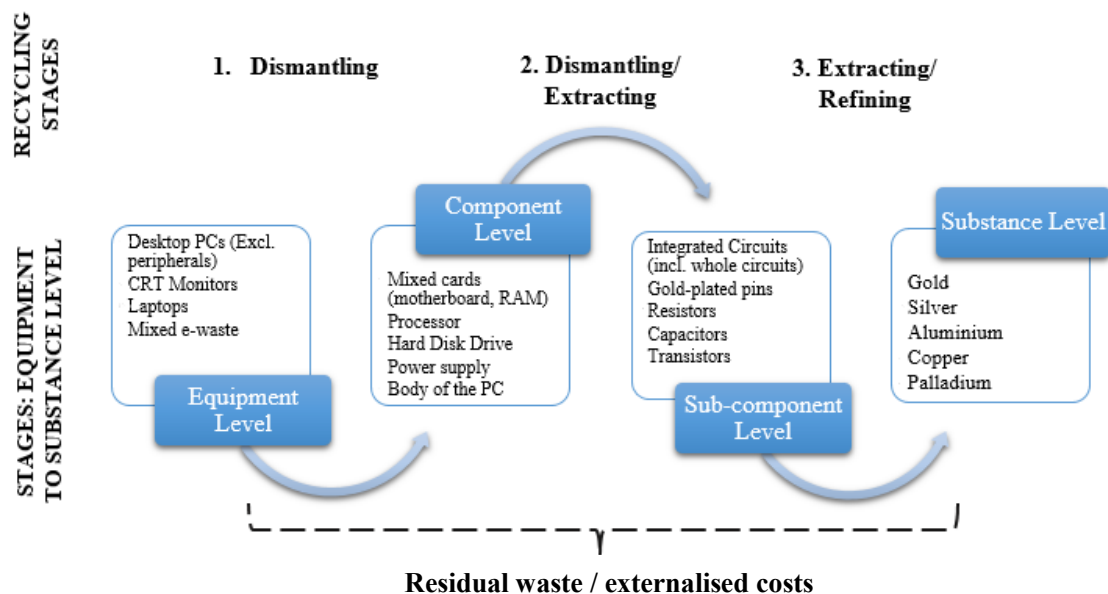 RECYCLING
STAGES
1. Dismantling
2. Dismantling/
Extracting
3. Extracting/
Refining
STAGES: EQUIPMENT
TO SUBSTANCE LEVEL
Desktop PCs (Excl.
peripherals)
CRT Monitors
Laptops
Mixed e-waste
Equipment
Level
Component
Level
Mixed cards
(motherboard, RAM)
Processor
Hard Disk Drive
Power supply
Body of the PC
Integrated Circuits
(incl. whole circuits)
Gold-plated pins
Resistors
Capacitors
Transistors
Sub-component
Level
Substance Level
Gold
Silver
Aluminium
Copper
Palladium
Residual waste / externalised costs